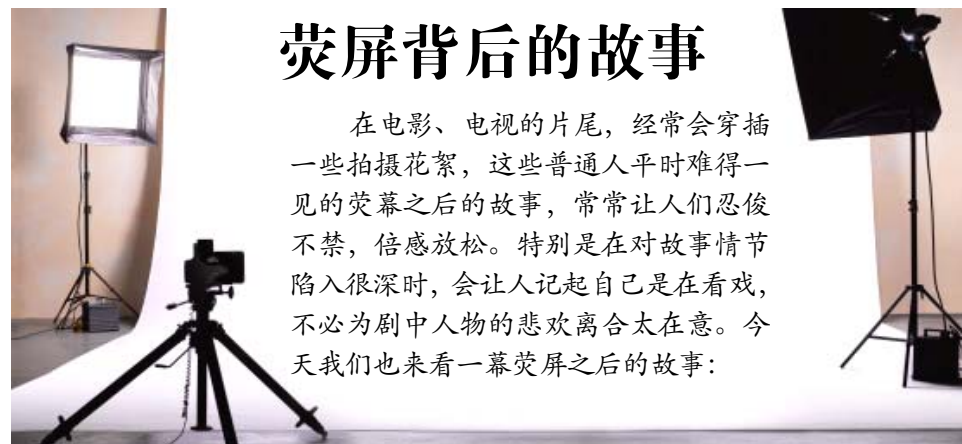 荧屏背后的故事
在电影、电视的片尾，经常会穿插
一些拍摄花絮，这些普通人平时难得一
见的荧幕之后的故事，常常让人们忍俊
不禁，倍感放松。特别是在对故事情节
陷入很深时，会让人记起自己是在看戏，
不必为剧中人物的悲欢离合太在意。今
天我们也来看一幕荧屏之后的故事：